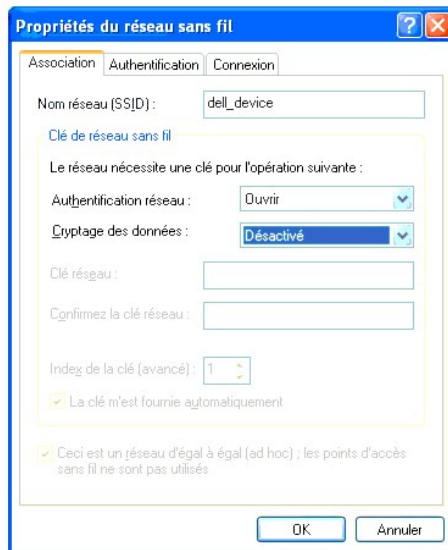 Propriétés du réseau sans fil
Association Authentification Connexion
Nom réseau (SSID) : dell_device
Clé de réseau sans fil
Le réseau nécessite une clé pour l'opération suivante :
Authentification réseau : Ouvrir
Cryptage des données : Désactivé
Clé réseau :
Confirmez la clé réseau :
Index de la clé (avancé) : 1
La clé m'est fournie automatiquement
Ceci est un réseau d'égal à égal (ad hoc) ; les points d'accès
sans fil ne sont pas utilisés
OK Annuler